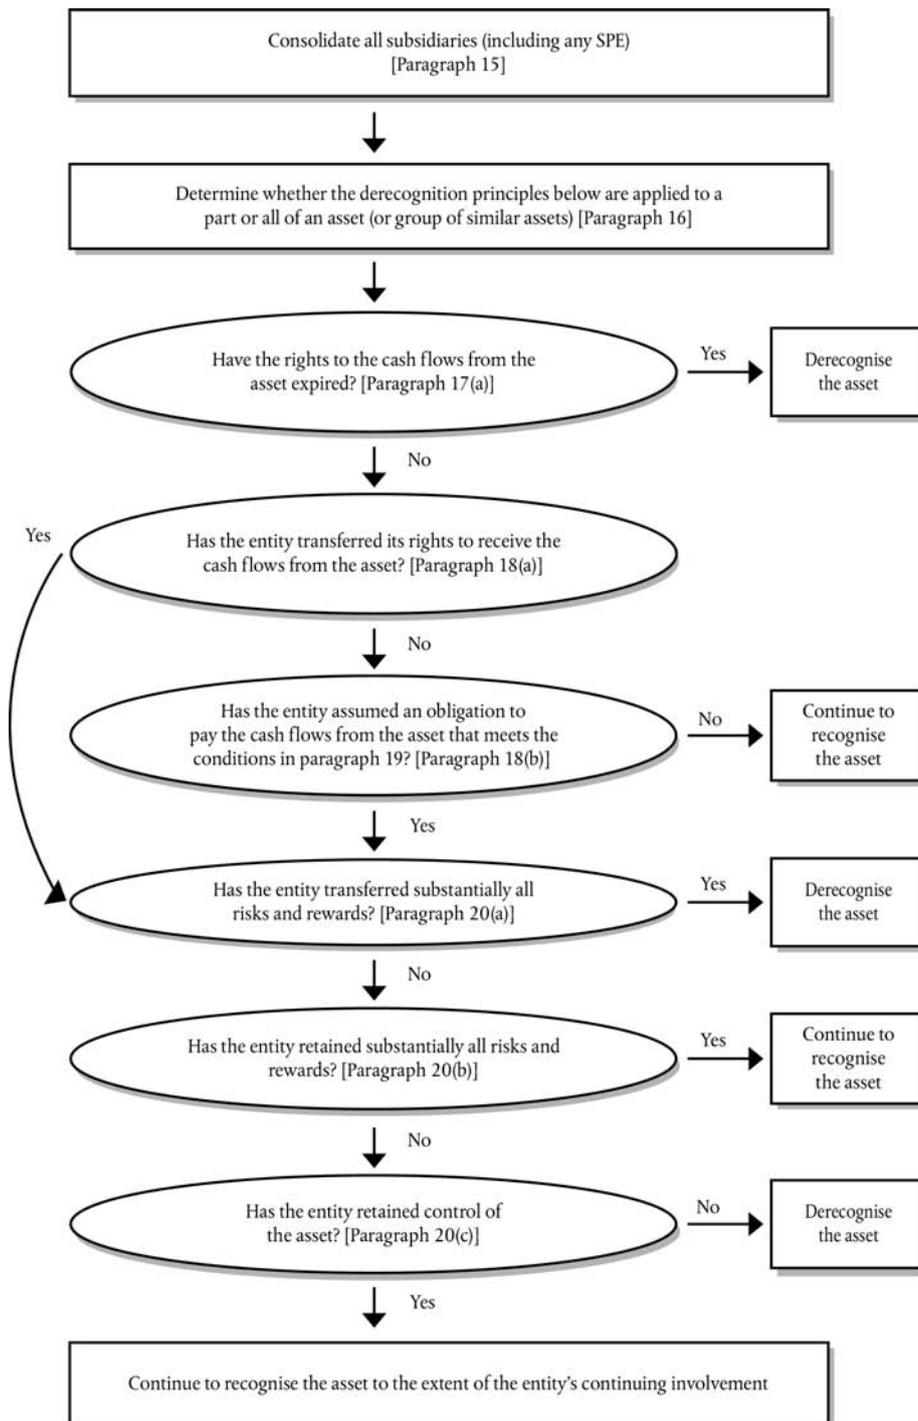 Consolidate all subsidiaries (including any SPE)
[Paragraph 15]
Determine whether the derecognition principles below are applied to a
part or all of an asset (or group of similar assets) [Paragraph 16]
Have the rights to the cash flows from the
asset expired? [Paragraph 17(a)]
Yes
Derecognise
the asset
No
Yes
Has the entity transferred its rights to receive the
cash flows from the asset? [Paragraph 18(a)]
No
Has the entity assumed an obligation to
pay the cash flows from the asset that meets the
conditions in paragraph 19? [Paragraph 18(b)]
No
Continue to
recognise
the asset
Yes
Has the entity transferred substantially all
risks and rewards? [Paragraph 20(a)]
Yes
Derecognise
the asset
No
Has the entity retained substantially all risks and
rewards? [Paragraph 20(b)]
Yes
Continue to
recognise
the asset
No
Has the entity retained control of
the asset? [Paragraph 20(c)]
No
Derecognise
the asset
Yes
Continue to recognise the asset to the extent of the entity's continuing involvement